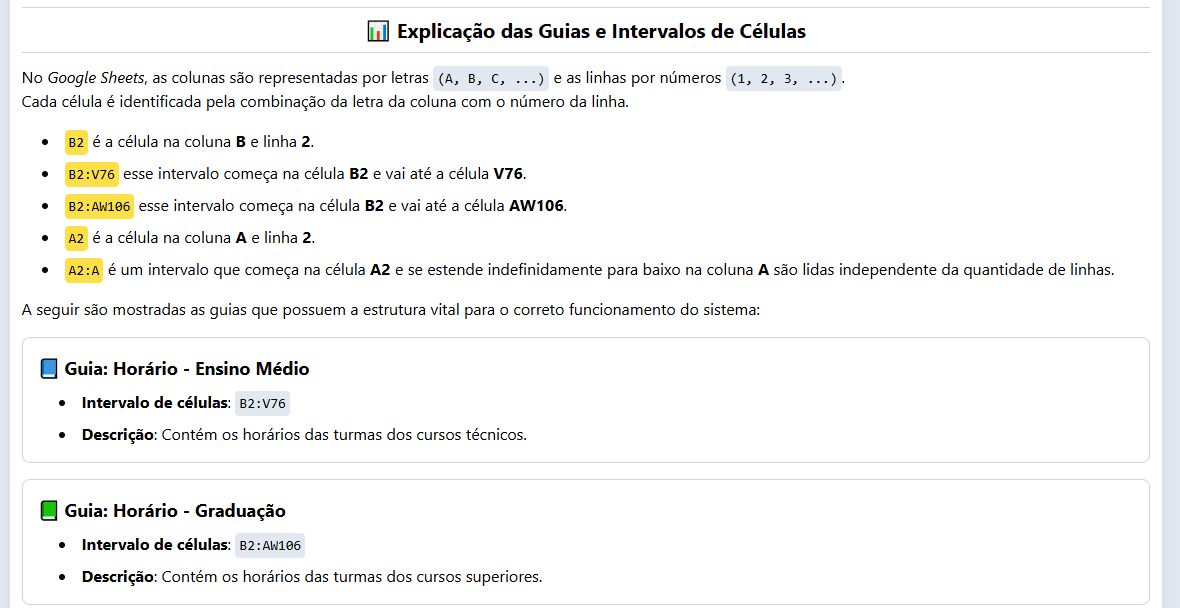 Explicação das Guias e Intervalos de Células
No Google Sheets, as colunas são representadas por letras (A, B, C, ...) e as linhas por números (1, 2, 3, ...).
Cada célula é identificada pela combinação da letra da coluna com o número da linha.
B2 é a célula na coluna B e linha 2.
B2:V76 esse intervalo começa na célula B2 e vai até a célula V76.
B2:AW106 esse intervalo começa na célula B2 e vai até a célula AW106.
A2 é a célula na coluna A e linha 2.
A2:A é um intervalo que começa na célula A2 e se estende indefinidamente para baixo na coluna A são lidas independente da quantidade de linhas.
A seguir são mostradas as guias que possuem a estrutura vital para o correto funcionamento do sistema:
Guia: Horário - Ensino Médio
Intervalo de células: B2:V76
Descrição: Contém os horários das turmas dos cursos técnicos.
Guia: Horário - Graduação
Intervalo de células: B2:AW106
Descrição: Contém os horários das turmas dos cursos superiores.